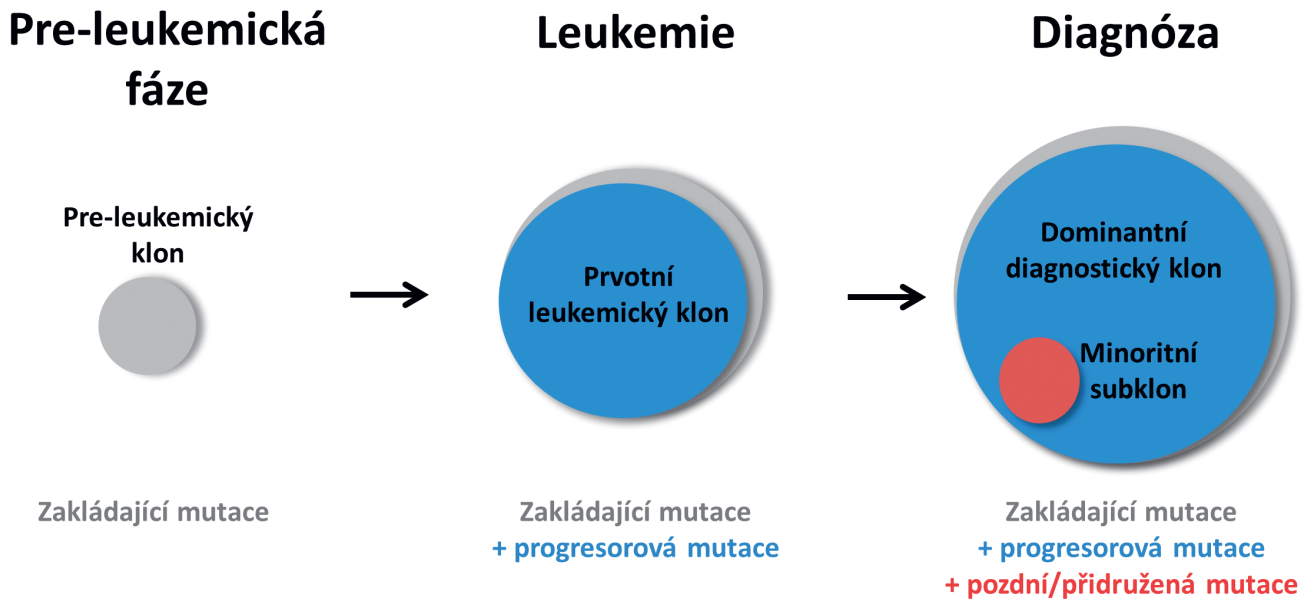 Pre-leukemická
fáze
Leukemie
Diagnóza
Pre-leukemický
klon
Prvotní
leukemický klon
Dominantní
diagnostický klon
Minoritní
subklon
Zakládající mutace
Zakládající mutace
+ progresorová mutace
Zakládající mutace
+ progresorová mutace
+ pozdní/přidružená mutace